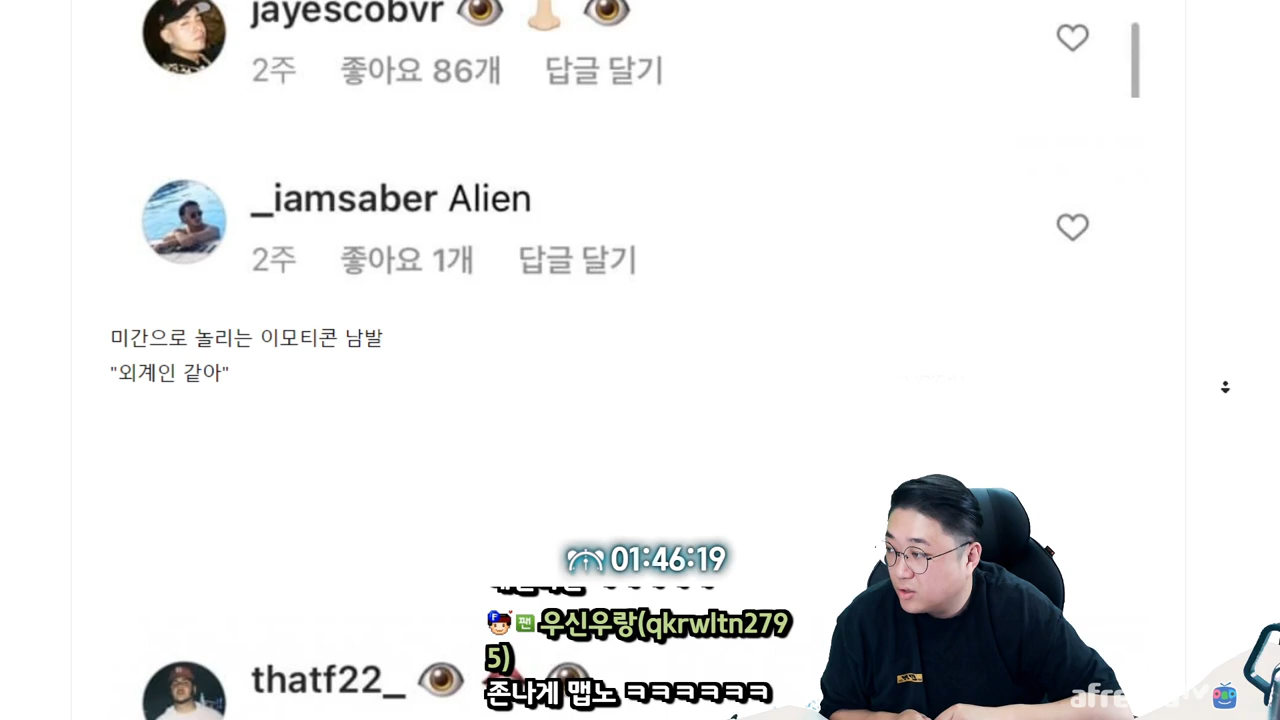 jayescobvr
2주 좋아요 86개 답글 달기
_iamsaber Alien
2주 좋아요 1개 답글 달기
미간으로 놀리는 이모티콘 남발
"외계인 같아"
01:46:19
팬 우신우랑(qkrwltn279
5)
존나게 맵노 ㅋㅋㅋㅋㅋㅋ
thatf22_